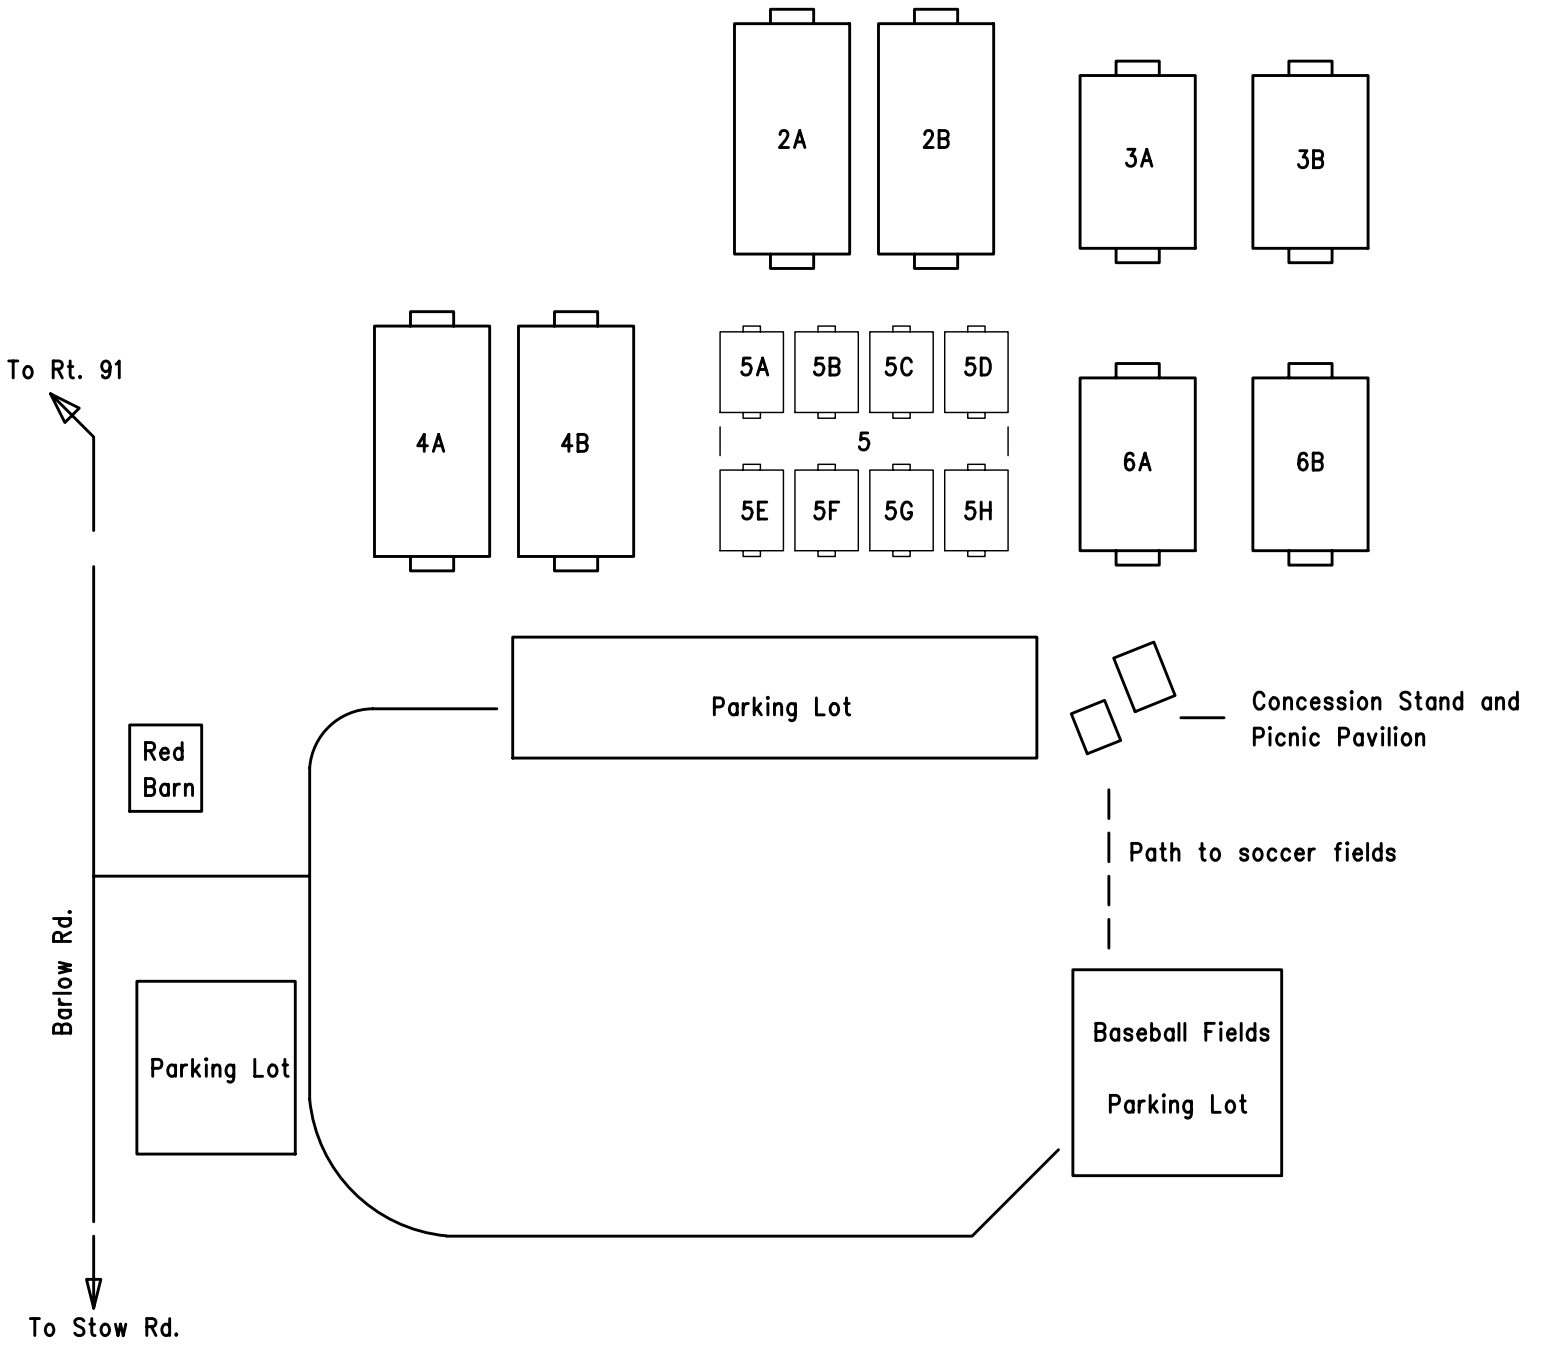 2A
2B
3A
3B
To Rt. 91
4A
4B
5A
5B
5C
5D
5
5E
5F
5G
5H
6A
6B
Parking Lot
Concession Stand and
Picnic Pavilion
Red
Barn
Path to soccer fields
Barlow Rd.
Parking Lot
Baseball Fields
Parking Lot
To Stow Rd.